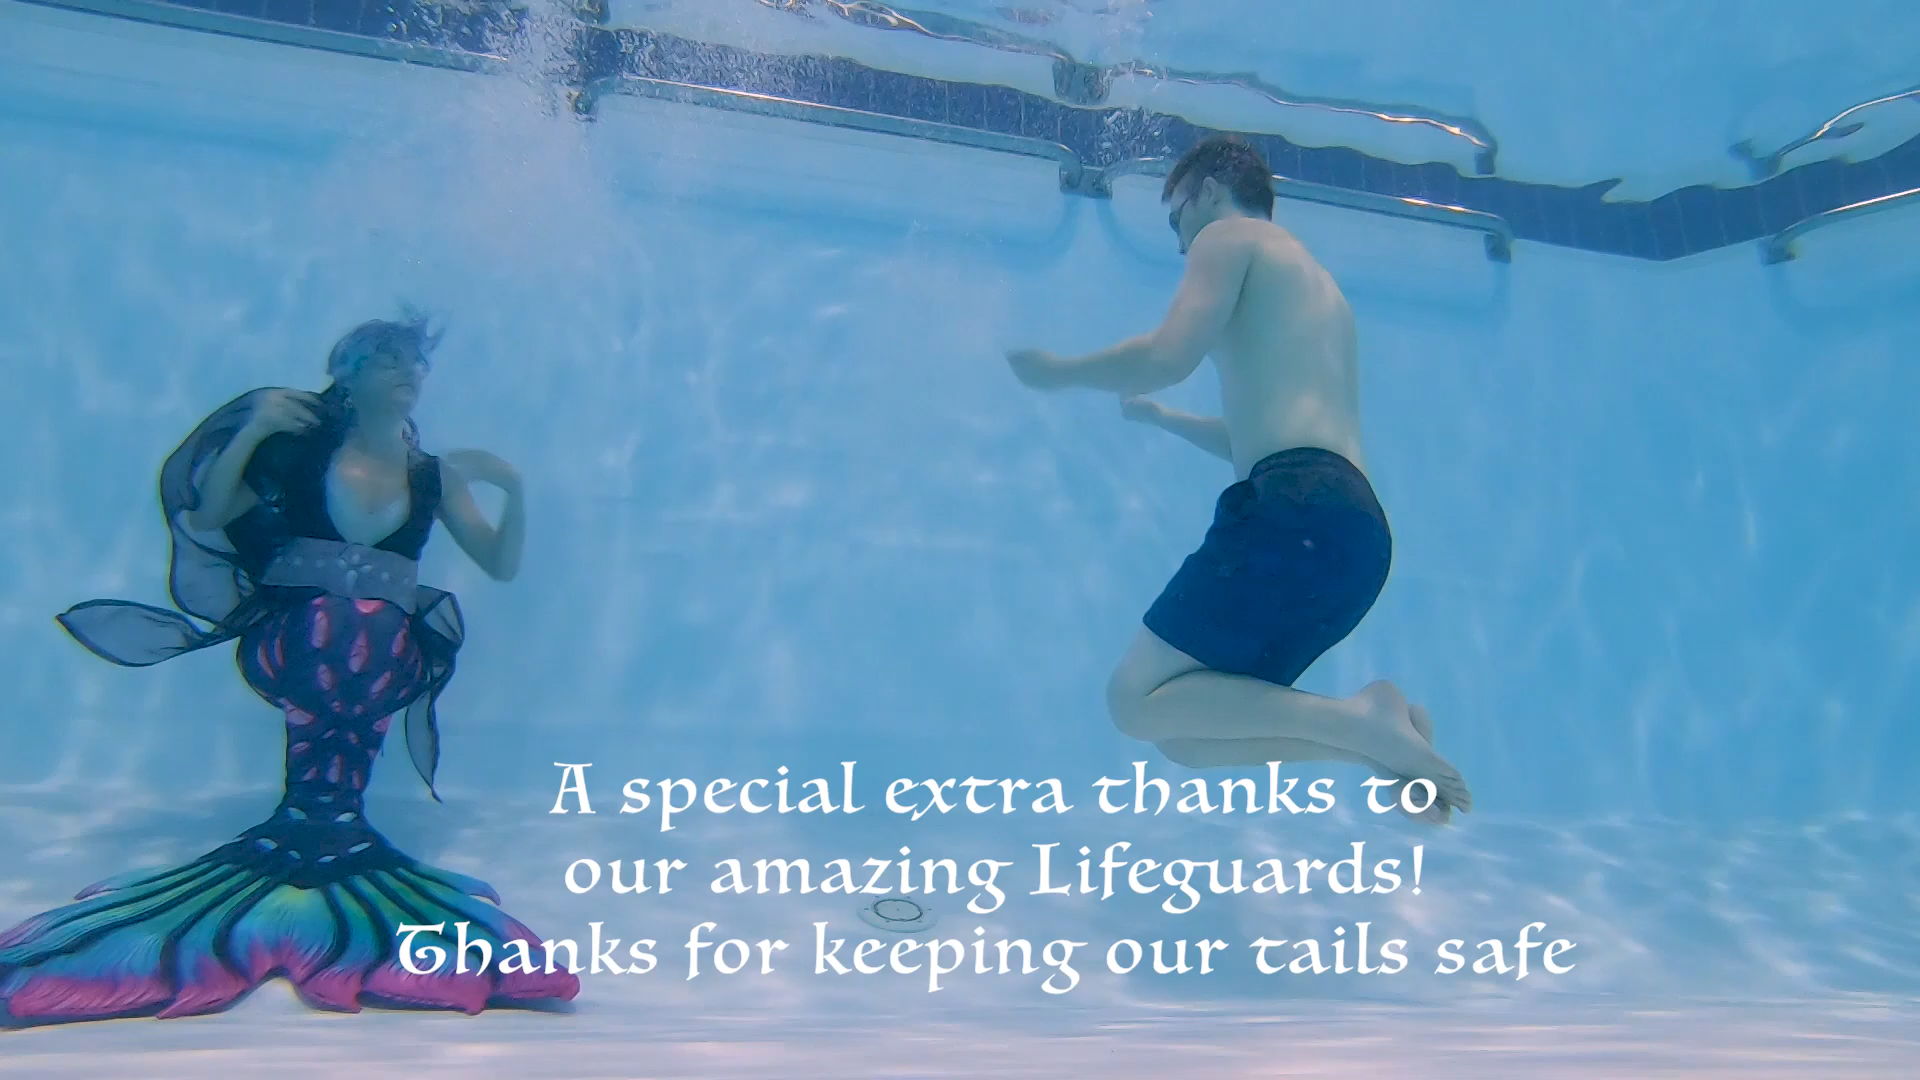 A special extra thanks to
our amazing Lifeguards!
Thanks for keeping our tails safe